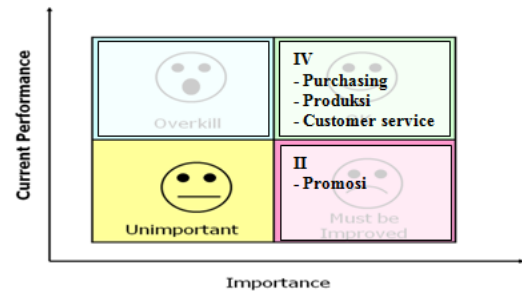 Current Performance
Overkill
IV
- Purchasing
- Produksi
- Customer service
Unimportant
II
- Promosi
Must be
Improved
Importance